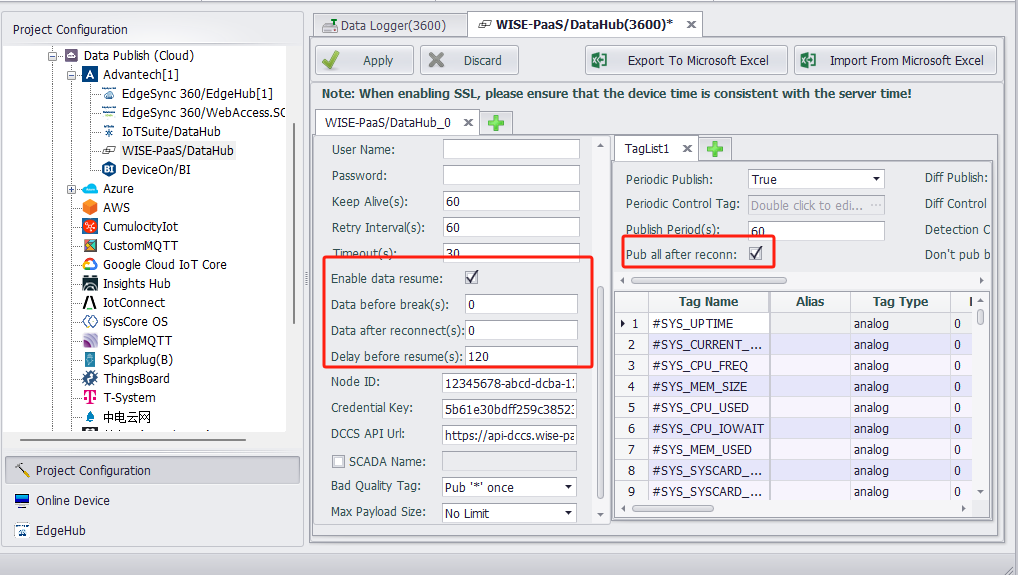 Project Configuration
Data Publish (Cloud)
Advantech[1]
EdgeSync 360/EdgeHub[1]
EdgeSync 360/WebAccess.SC
IoTSuite/DataHub
WISE-PaaS/DataHub
DeviceOn/BI
Azure
AWS
CumulocityIot
CustomMQTT
Google Cloud IoT Core
Insights Hub
IotConnect
iSysCore OS
SimpleMQTT
Sparkplug(B)
ThingsBoard
T-System
中电云网
Project Configuration
Online Device
EdgeHub
Data Logger(3600)
WISE-PaaS/DataHub(3600)*
Apply
Discard
Export To Microsoft Excel
Import From Microsoft Excel
Note: When enabling SSL, please ensure that the device time is consistent with the server time!
WISE-PaaS/DataHub_0
User Name:
Password:
Keep Alive(s): 60
Retry Interval(s): 60
Timeout(s): 30
Enable data resume:
Data before break(s): 0
Data after reconnect(s): 0
Delay before resume(s): 120
Node ID: 12345678-abcd-dcba-12
Credential Key: 5b61e30bdff259c38523
DCCS API Url: https://api-dccs.wise-pa
SCADA Name:
Bad Quality Tag: Pub '*' once
Max Payload Size: No Limit
TagList1
Periodic Publish: True Diff Publish:
Periodic Control Tag: Double click to edi... ... Diff Control
Publish Period(s): 60 Detection C
Pub all after reconn: Don't pub b
Tag Name Alias Tag Type
1 #SYS_UPTIME analog 0
2 #SYS_CURRENT_... analog 0
3 #SYS_CPU_FREQ analog 0
4 #SYS_MEM_SIZE analog 0
5 #SYS_CPU_USED analog 0
6 #SYS_CPU_IOWAIT analog 0
7 #SYS_MEM_USED analog 0
8 #SYS_SYSCARD_... analog 0
9 #SYS_SYSCARD_... analog 0